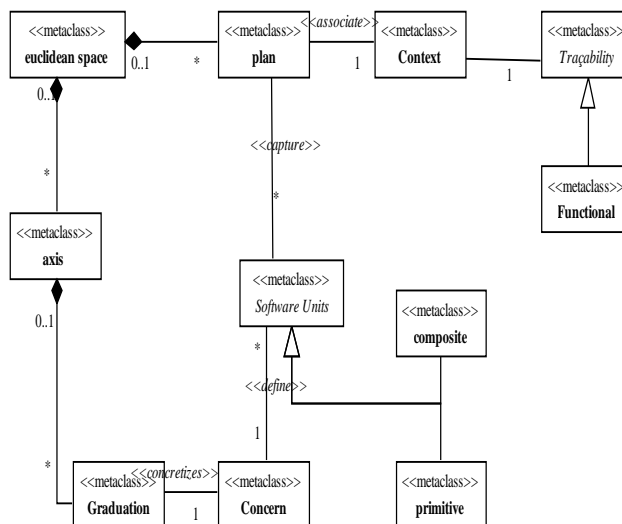 <<metaclass>>
euclidean space
0..1
*
<<metaclass>>
plan
<<associate>>
1
<<metaclass>>
Context
1
<<metaclass>>
Traçability
0..1
*
<<capture>>
*
<<metaclass>>
Functional
<<metaclass>>
axis
0..1
*
<<metaclass>>
Software Units
*
<<define>>
1
<<metaclass>>
composite
<<metaclass>>
Graduation
<<concretizes>>
1
<<metaclass>>
Concern
<<metaclass>>
primitive